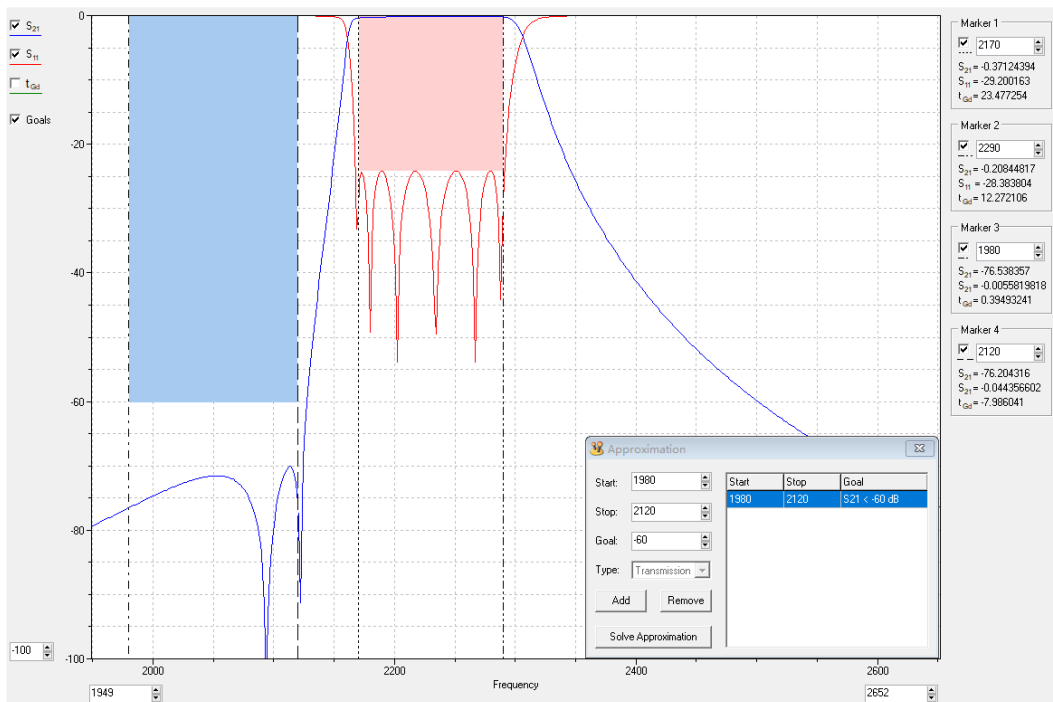 S21
S11
tGd
Goals
0
-20
-40
-60
-80
-100
-100
2000
2200
2400
2600
Frequency
1949
2652
Marker 1
2170
S21 = -0.37124394
S11 = -29.200163
tGd = 23.477254
Marker 2
2290
S21 = -0.20844817
S11 = -28.383804
tGd = 12.272106
Marker 3
1980
S21 = -76.538357
S21 = -0.0055819818
tGd = 0.39493241
Marker 4
2120
S21 = -76.204316
S21 = -0.044356602
tGd = -7.986041
Approximation
Start: 1980
Stop: 2120
Goal: -60
Type: Transmission
Add Remove
Solve Approximation
Start Stop Goal
1980 2120 S21 < -60 dB